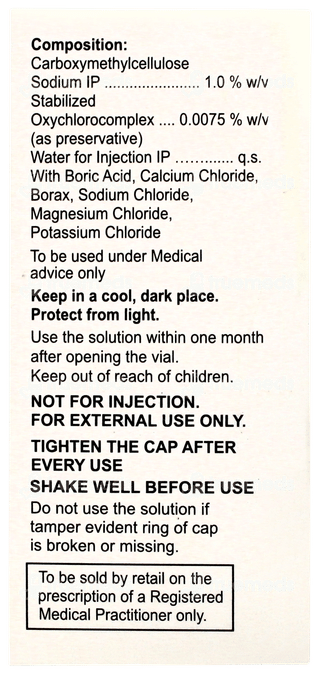 Composition:
Carboxymethylcellulose
Sodium IP ........................ 1.0 % w/v
Stabilized
Oxychlorocomplex .... 0.0075 % w/v
(as preservative)
Water for Injection IP .............. q.s.
With Boric Acid, Calcium Chloride,
Borax, Sodium Chloride,
Magnesium Chloride,
Potassium Chloride
To be used under Medical
advice only
Keep in a cool, dark place.
Protect from light.
Use the solution within one month
after opening the vial.
Keep out of reach of children.
NOT FOR INJECTION.
FOR EXTERNAL USE ONLY.
TIGHTEN THE CAP AFTER
EVERY USE
SHAKE WELL BEFORE USE
Do not use the solution if
tamper evident ring of cap
is broken or missing.
To be sold by retail on the
prescription of a Registered
Medical Practitioner only.